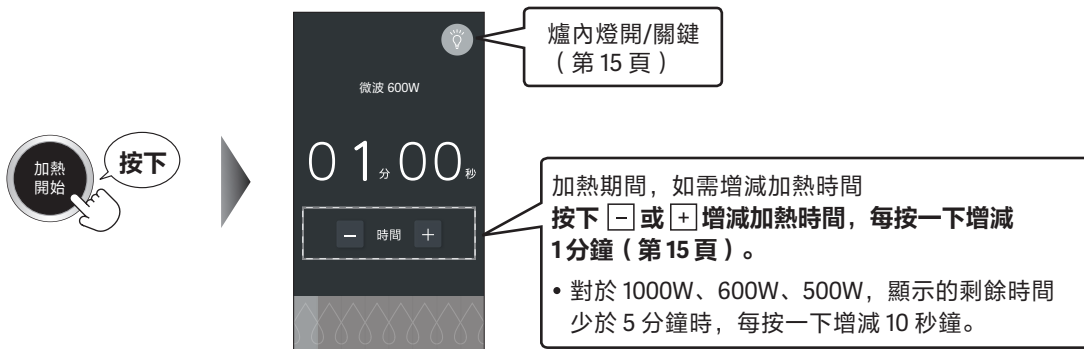 爐內燈開/關鍵
（第 15 頁）
微波 600W
加熱
開始
按下
01分00秒
− 時間 +
加熱期間，如需增減加熱時間
按下 − 或 + 增減加熱時間，每按一下增減
1分鐘（第15頁）。
• 對於 1000W、600W、500W，顯示的剩餘時間
少於 5 分鐘時，每按一下增減 10 秒鐘。